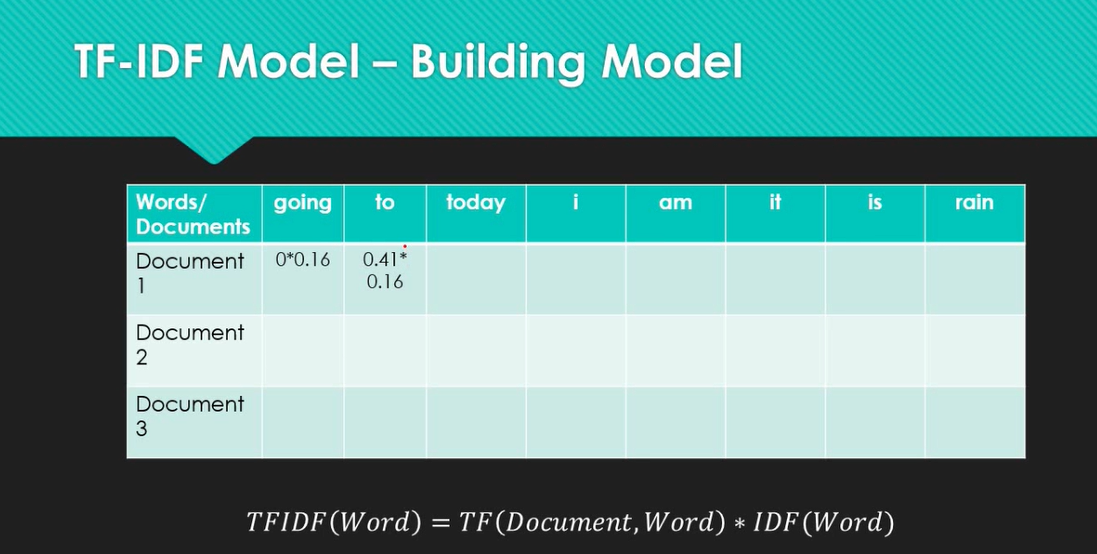 TF-IDF Model – Building Model
Words/ going to today i am it is rain
Documents
Document 0*0.16 0.41*
1 0.16
Document
2
Document
3
TFIDF(Word) = TF(Document, Word) ∗ IDF(Word)